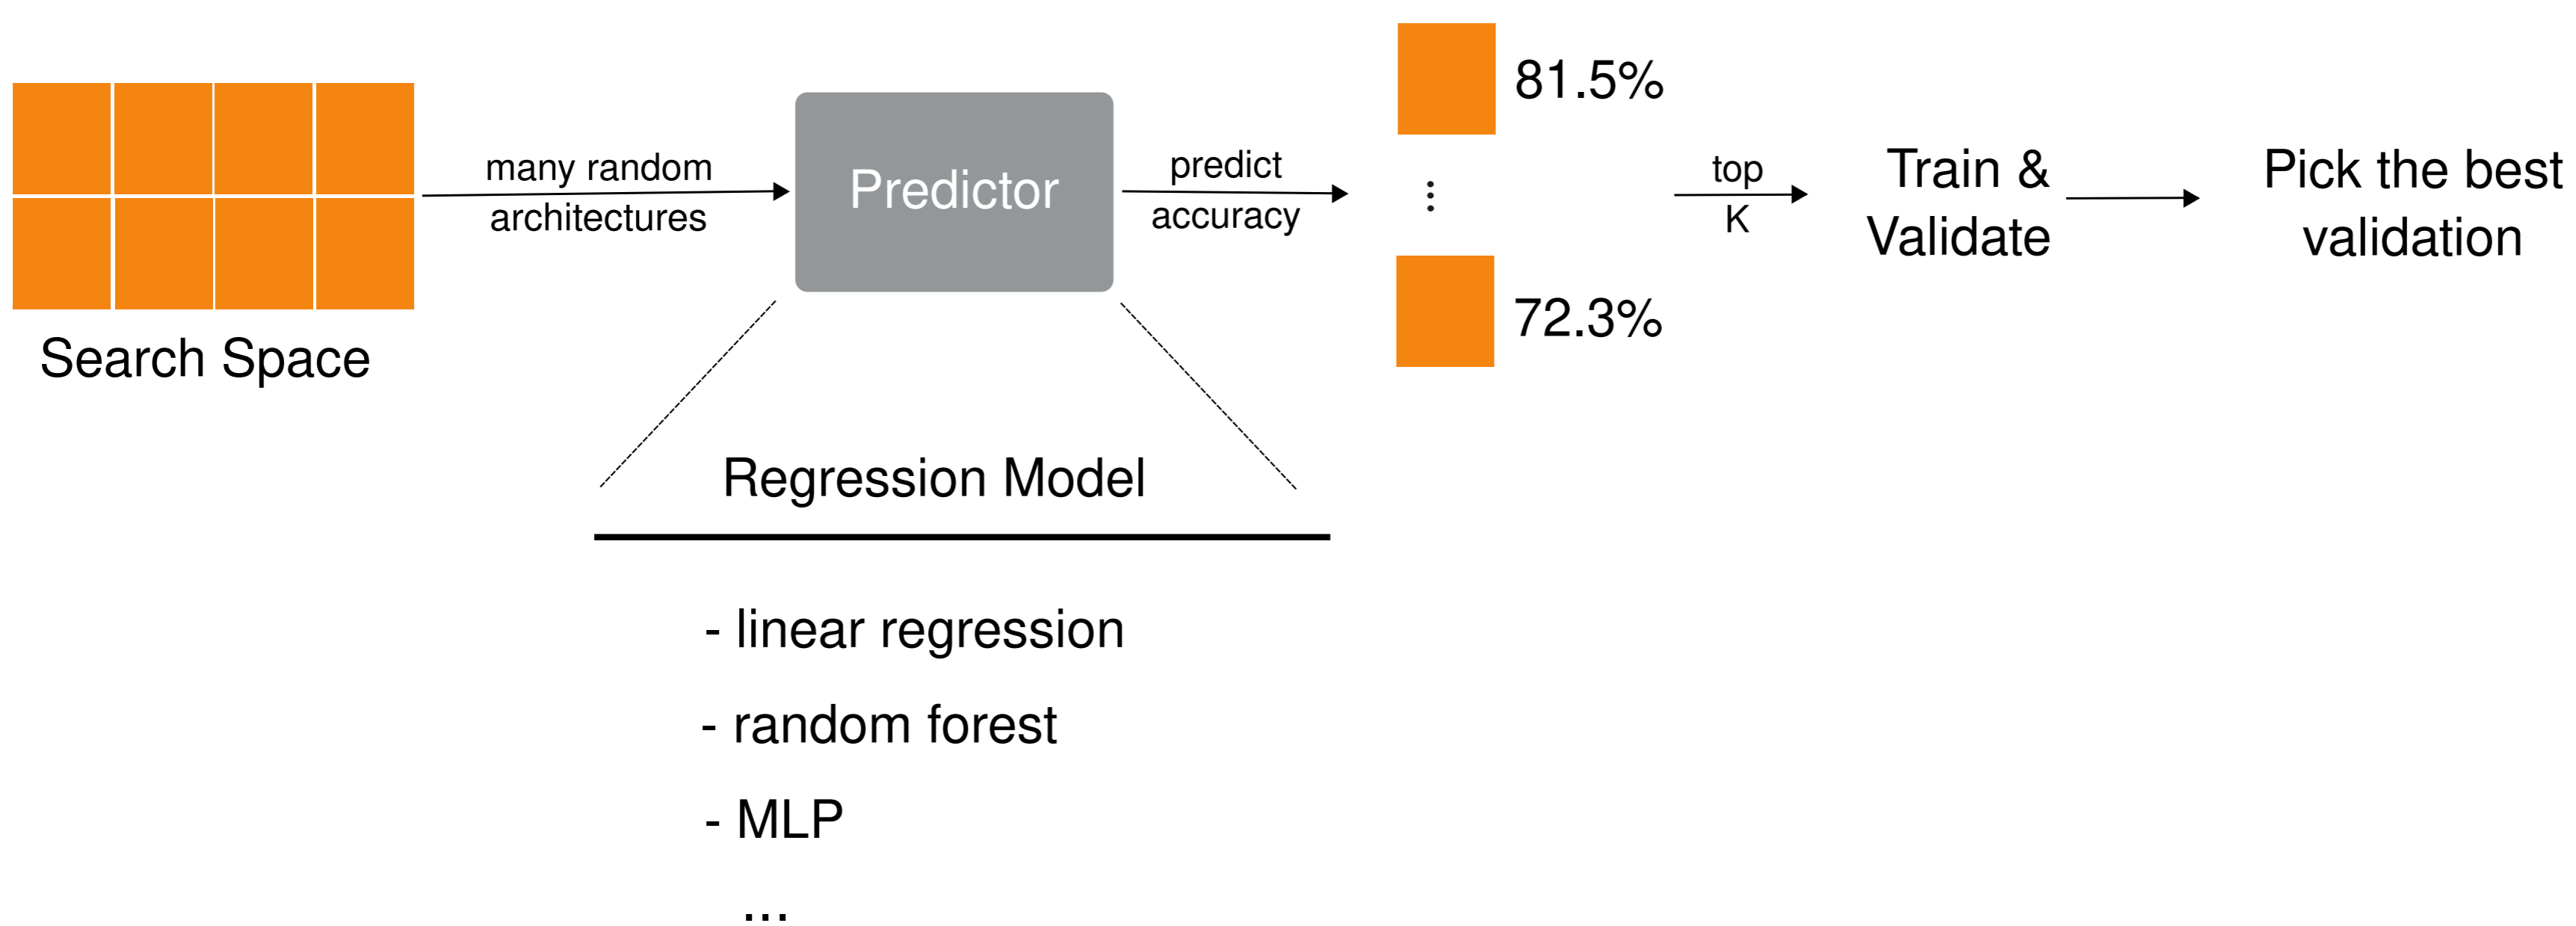 Search Space
many random
architectures
Predictor
predict
accuracy
81.5%
⋮
72.3%
top
K
Train &
Validate
Pick the best
validation
Regression Model
- linear regression
- random forest
- MLP
...